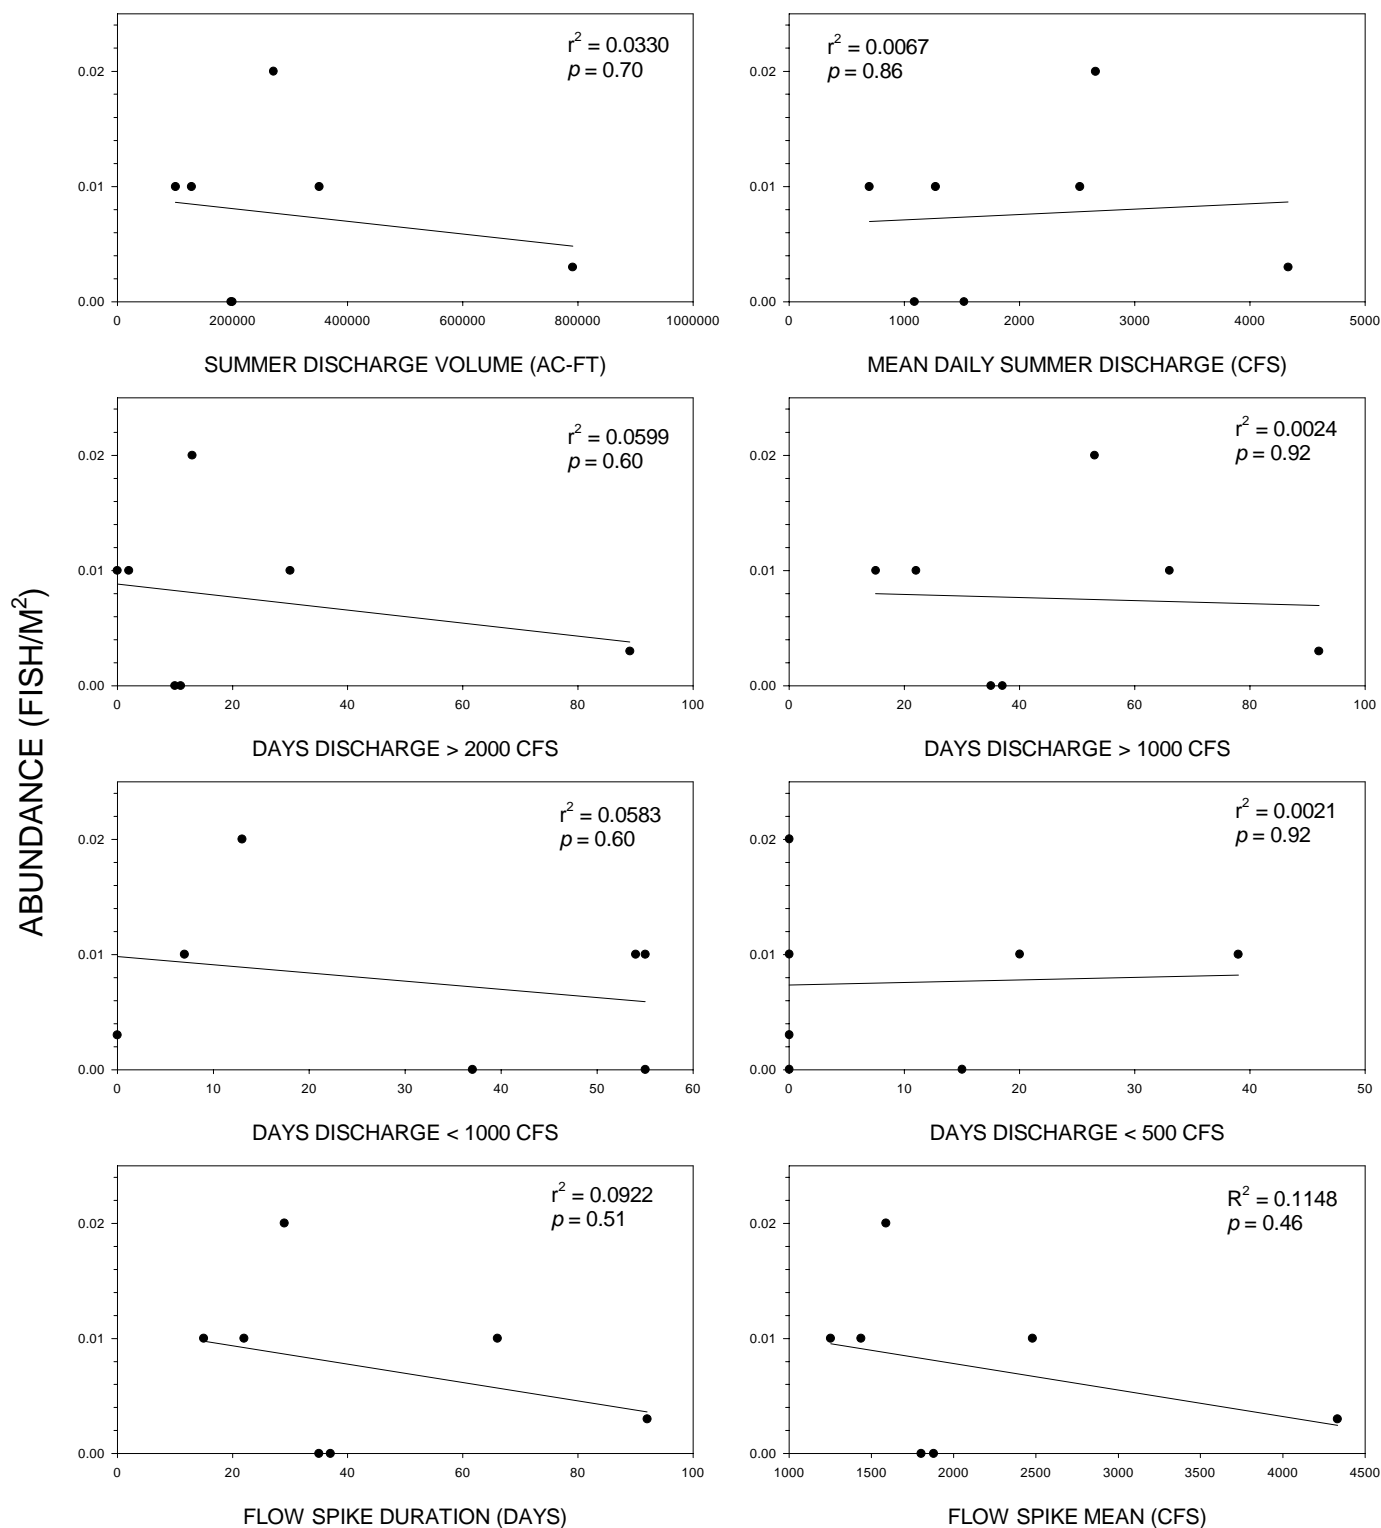 ABUNDANCE (FISH/M²)
r² = 0.0330
p = 0.70
0.02
0.01
0.00
0 200000 400000 600000 800000 1000000
SUMMER DISCHARGE VOLUME (AC-FT)
r² = 0.0067
p = 0.86
0.02
0.01
0.00
0 1000 2000 3000 4000 5000
MEAN DAILY SUMMER DISCHARGE (CFS)
r² = 0.0599
p = 0.60
0.02
0.01
0.00
0 20 40 60 80 100
DAYS DISCHARGE > 2000 CFS
r² = 0.0024
p = 0.92
0.02
0.01
0.00
0 20 40 60 80 100
DAYS DISCHARGE > 1000 CFS
r² = 0.0583
p = 0.60
0.02
0.01
0.00
0 10 20 30 40 50 60
DAYS DISCHARGE < 1000 CFS
r² = 0.0021
p = 0.92
0.02
0.01
0.00
0 10 20 30 40 50
DAYS DISCHARGE < 500 CFS
r² = 0.0922
p = 0.51
0.02
0.01
0.00
0 20 40 60 80 100
FLOW SPIKE DURATION (DAYS)
R² = 0.1148
p = 0.46
0.02
0.01
0.00
1000 1500 2000 2500 3000 3500 4000 4500
FLOW SPIKE MEAN (CFS)